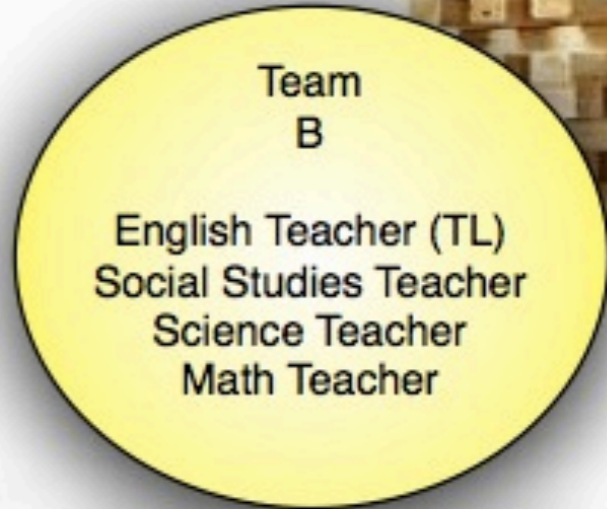 Team
B
English Teacher (TL)
Social Studies Teacher
Science Teacher
Math Teacher